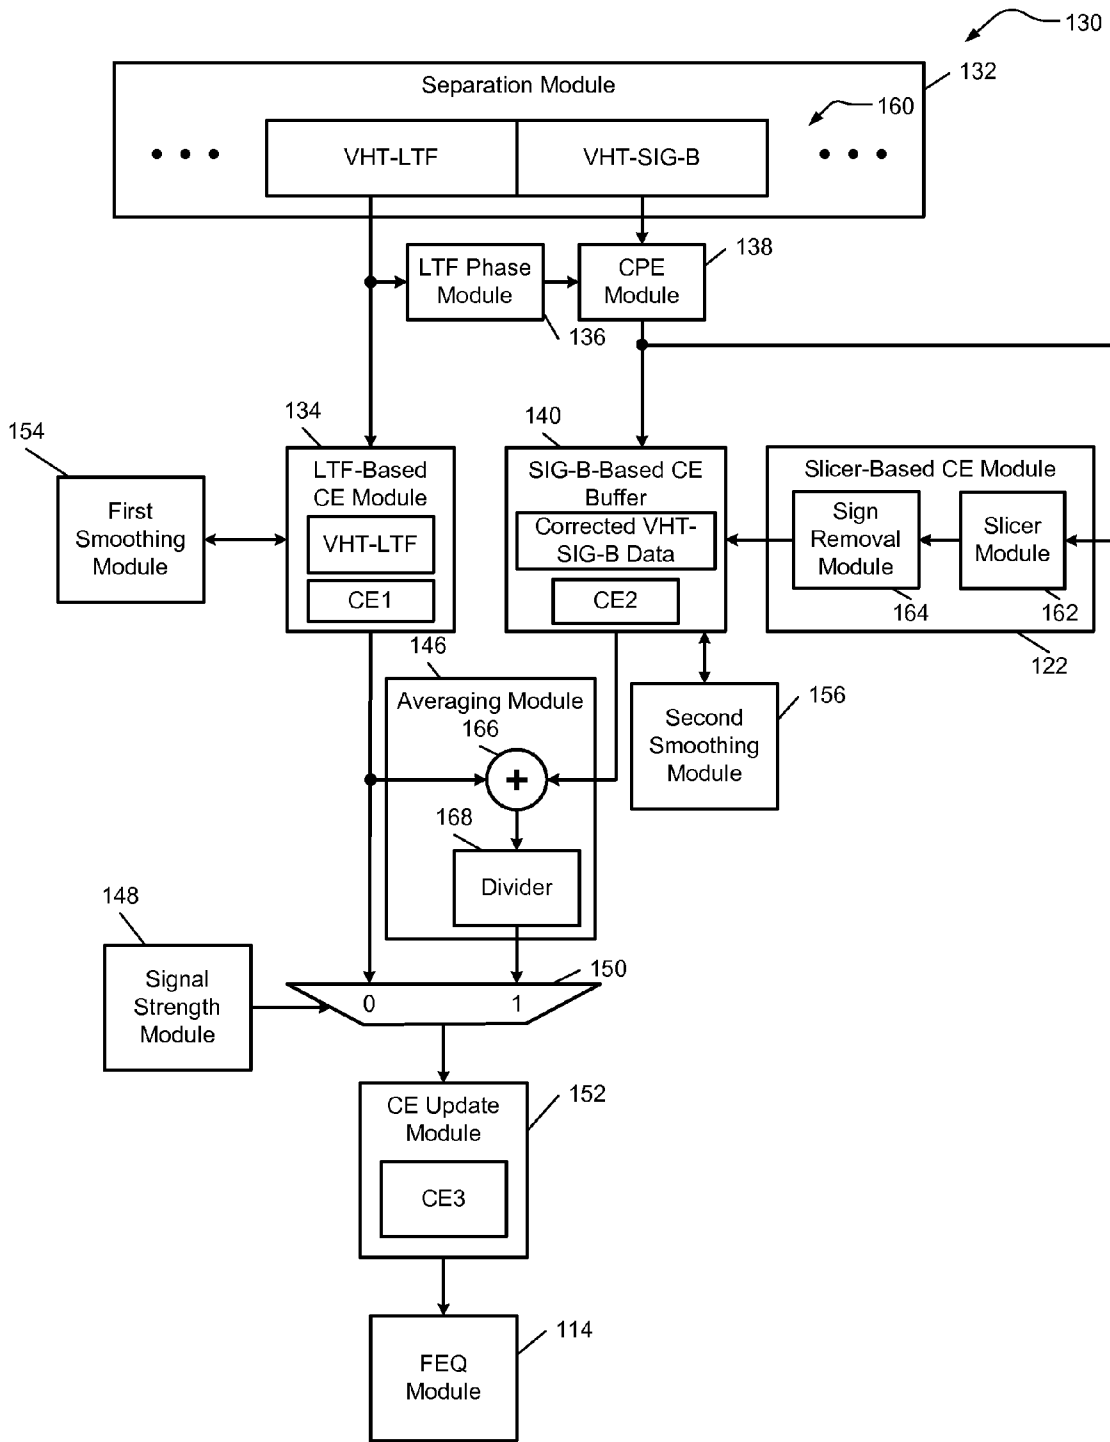 130
132
Separation Module
160
VHT-LTF
VHT-SIG-B
138
LTF Phase
Module
CPE
Module
136
154
134
140
LTF-Based
CE Module
SIG-B-Based CE
Buffer
Slicer-Based CE Module
First
Smoothing
Module
VHT-LTF
Corrected VHT-
SIG-B Data
Sign
Removal
Module
Slicer
Module
CE1
CE2
164
162
146
122
Averaging Module
166
Second
Smoothing
Module
156
+
168
Divider
148
Signal
Strength
Module
150
0
1
CE Update
Module
152
CE3
FEQ
Module
114